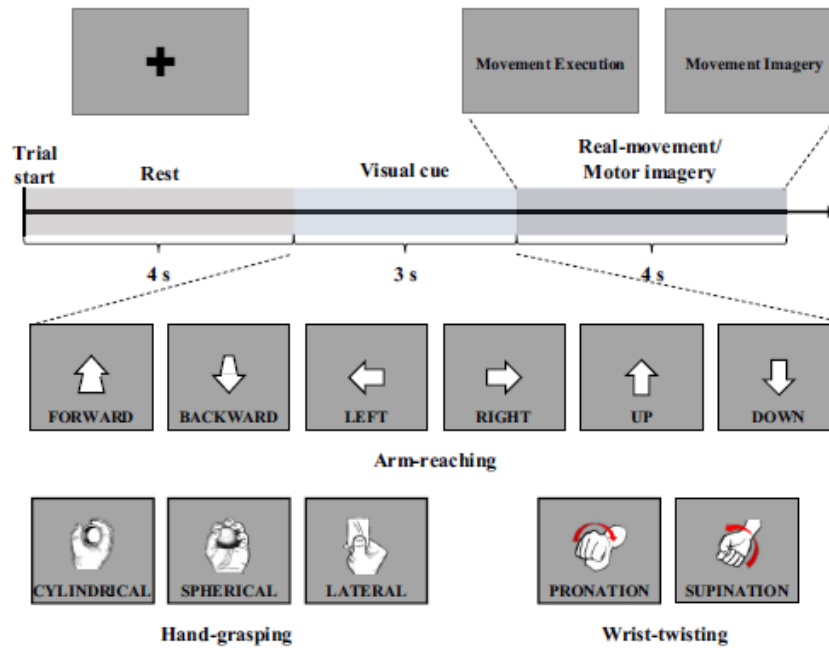 Movement Execution
Movement Imagery
Trial
start
Rest
Visual cue
Real-movement/
Motor imagery
4 s
3 s
4 s
FORWARD
BACKWARD
LEFT
RIGHT
UP
DOWN
Arm-reaching
CYLINDRICAL
SPHERICAL
LATERAL
PRONATION
SUPINATION
Hand-grasping
Wrist-twisting